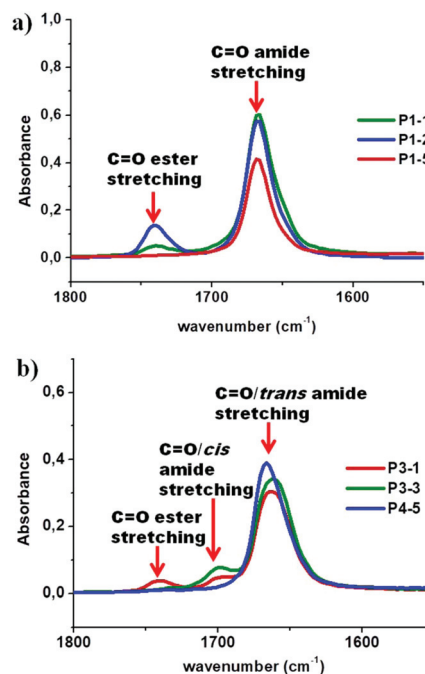 a)
C=O amide
stretching
C=O ester
stretching
P1-1
P1-2
P1-5
Absorbance
0,8
0,6
0,4
0,2
0,0
1800
1700
1600
wavenumber (cm⁻¹)
b)
C=O/trans amide
stretching
C=O/cis
amide
stretching
C=O ester
stretching
P3-1
P3-3
P4-5
Absorbance
0,6
0,4
0,2
0,0
1800
1700
1600
wavenumber (cm⁻¹)